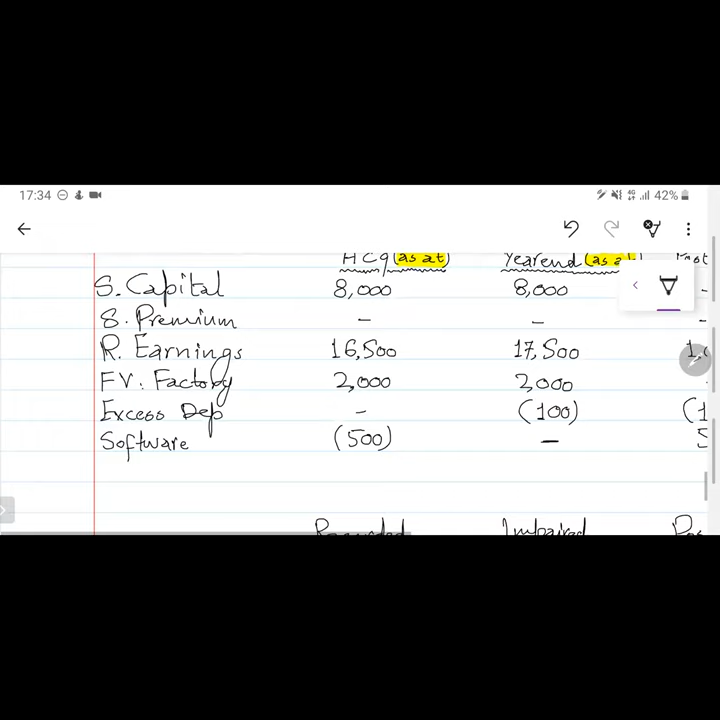 17:34 4G 42%
Acq (as at) Yearend (as at
S. Capital 8,000 8,000
S. Premium – –
R. Earnings 16,500 17,500
FV. Factory 2,000 2,000
Excess Dep – (100)
Software (500) –
Impaired